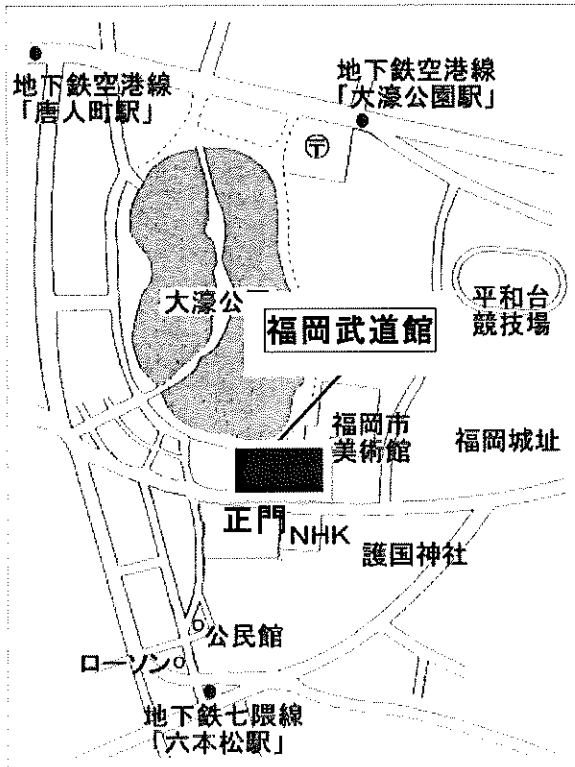 地下鉄空港線
「唐人町駅」
地下鉄空港線
「大濠公園駅」
〒
大濠公
福岡武道館
平和台
競技場
福岡市
美術館
福岡城址
正門
NHK
護国神社
公民館
ローソン
地下鉄七隈線
「六本松駅」